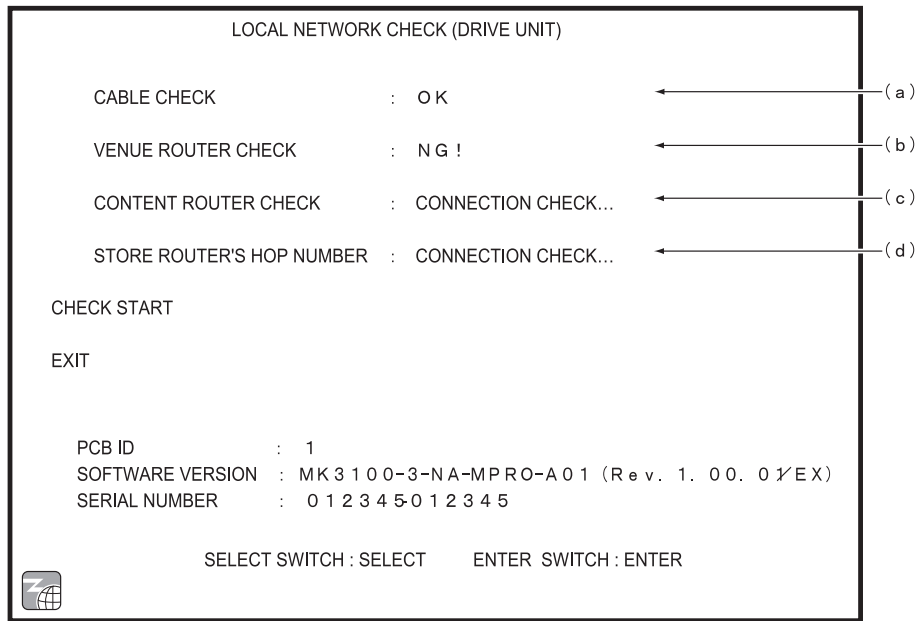 LOCAL NETWORK CHECK (DRIVE UNIT)
CABLE CHECK : OK (a)
VENUE ROUTER CHECK : NG! (b)
CONTENT ROUTER CHECK : CONNECTION CHECK... (c)
STORE ROUTER'S HOP NUMBER : CONNECTION CHECK... (d)
CHECK START
EXIT
PCB ID : 1
SOFTWARE VERSION : MK3100-3-NA-MPRO-A01 (Rev. 1. 00. 01/EX)
SERIAL NUMBER : 012345-012345
SELECT SWITCH : SELECT ENTER SWITCH : ENTER